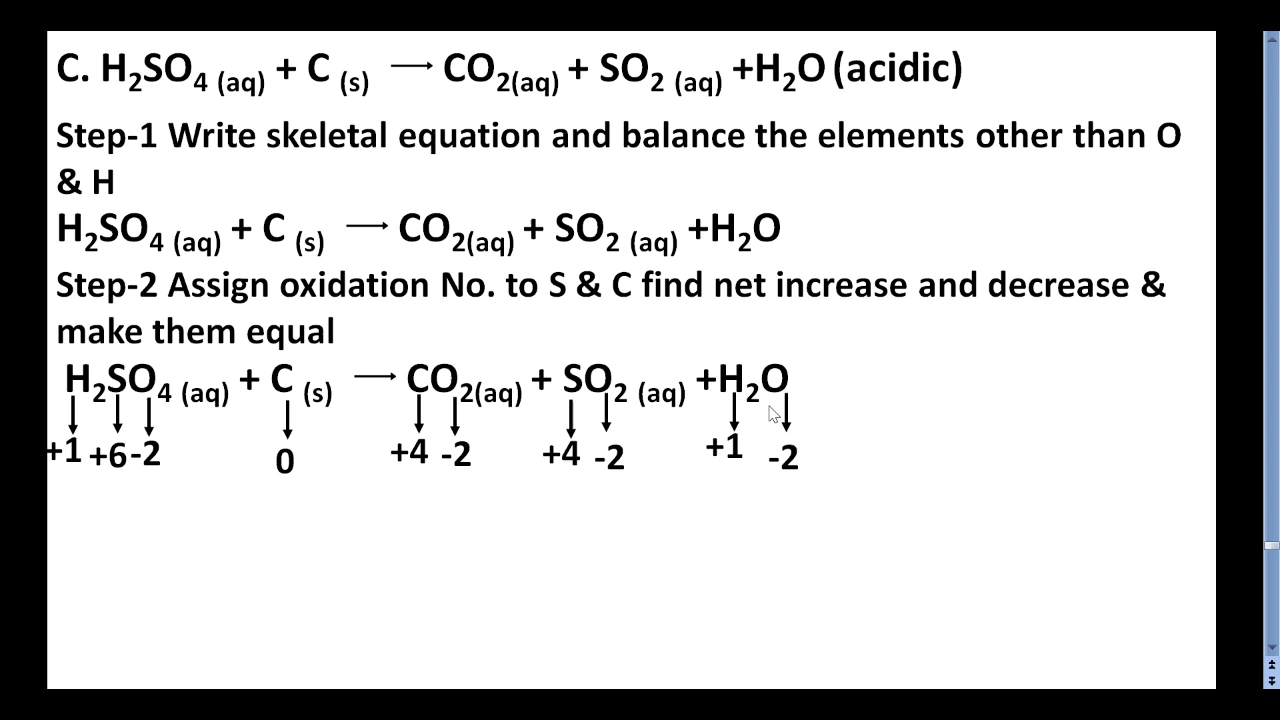 C. H₂SO₄ (aq) + C (s) → CO₂(aq) + SO₂ (aq) +H₂O (acidic)
Step-1 Write skeletal equation and balance the elements other than O
& H
H₂SO₄ (aq) + C (s) → CO₂(aq) + SO₂ (aq) +H₂O
Step-2 Assign oxidation No. to S & C find net increase and decrease &
make them equal
H₂SO₄ (aq) + C (s) → CO₂(aq) + SO₂ (aq) +H₂O
+1 +6 -2 0 +4 -2 +4 -2 +1 -2